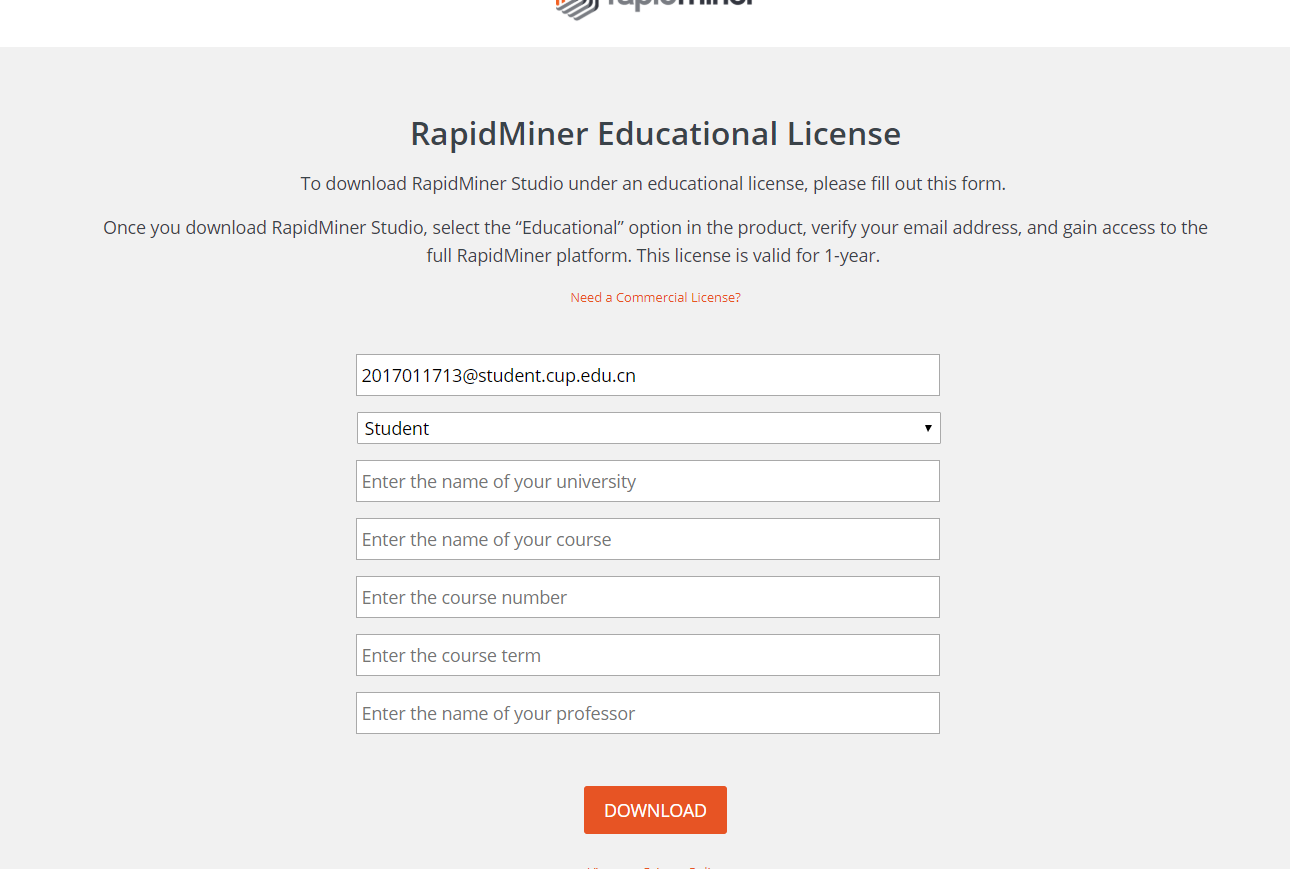 RapidMiner Educational License
To download RapidMiner Studio under an educational license, please fill out this form.
Once you download RapidMiner Studio, select the “Educational” option in the product, verify your email address, and gain access to the
full RapidMiner platform. This license is valid for 1-year.
Need a Commercial License?
2017011713@student.cup.edu.cn
Student
Enter the name of your university
Enter the name of your course
Enter the course number
Enter the course term
Enter the name of your professor
DOWNLOAD